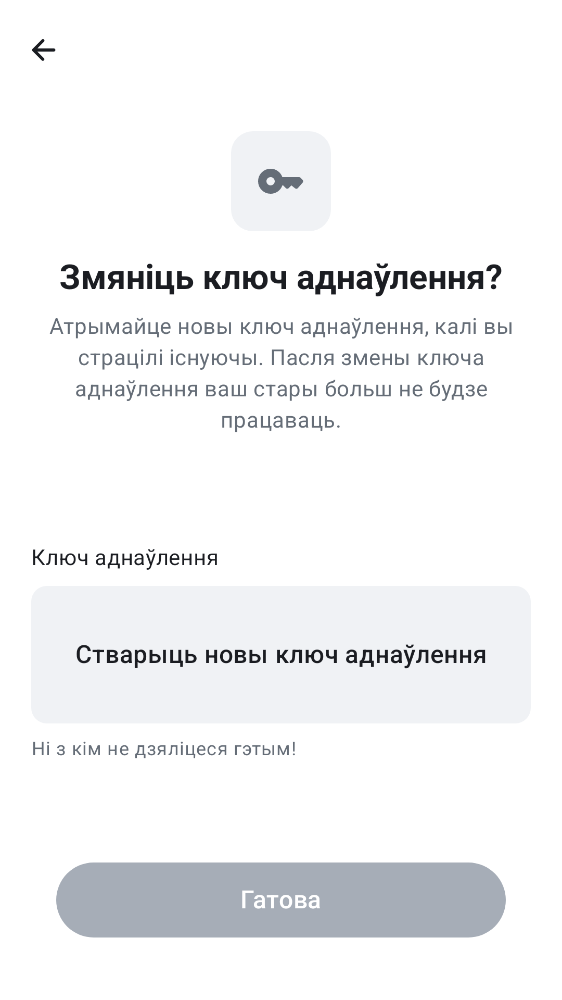 Змяніць ключ аднаўлення?
Атрымайце новы ключ аднаўлення, калі вы
страцілі існуючы. Пасля змены ключа
аднаўлення ваш стары больш не будзе
працаваць.
Ключ аднаўлення
Стварыць новы ключ аднаўлення
Ні з кім не дзяліцеся гэтым!
Гатова